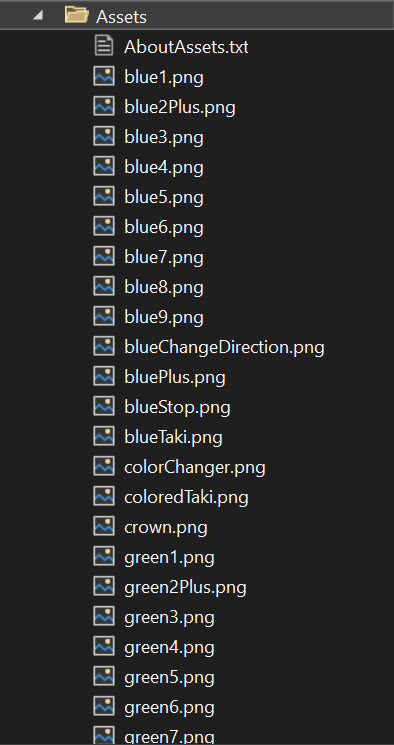 Assets
AboutAssets.txt
blue1.png
blue2Plus.png
blue3.png
blue4.png
blue5.png
blue6.png
blue7.png
blue8.png
blue9.png
blueChangeDirection.png
bluePlus.png
blueStop.png
blueTaki.png
colorChanger.png
coloredTaki.png
crown.png
green1.png
green2Plus.png
green3.png
green4.png
green5.png
green6.png
green7.png